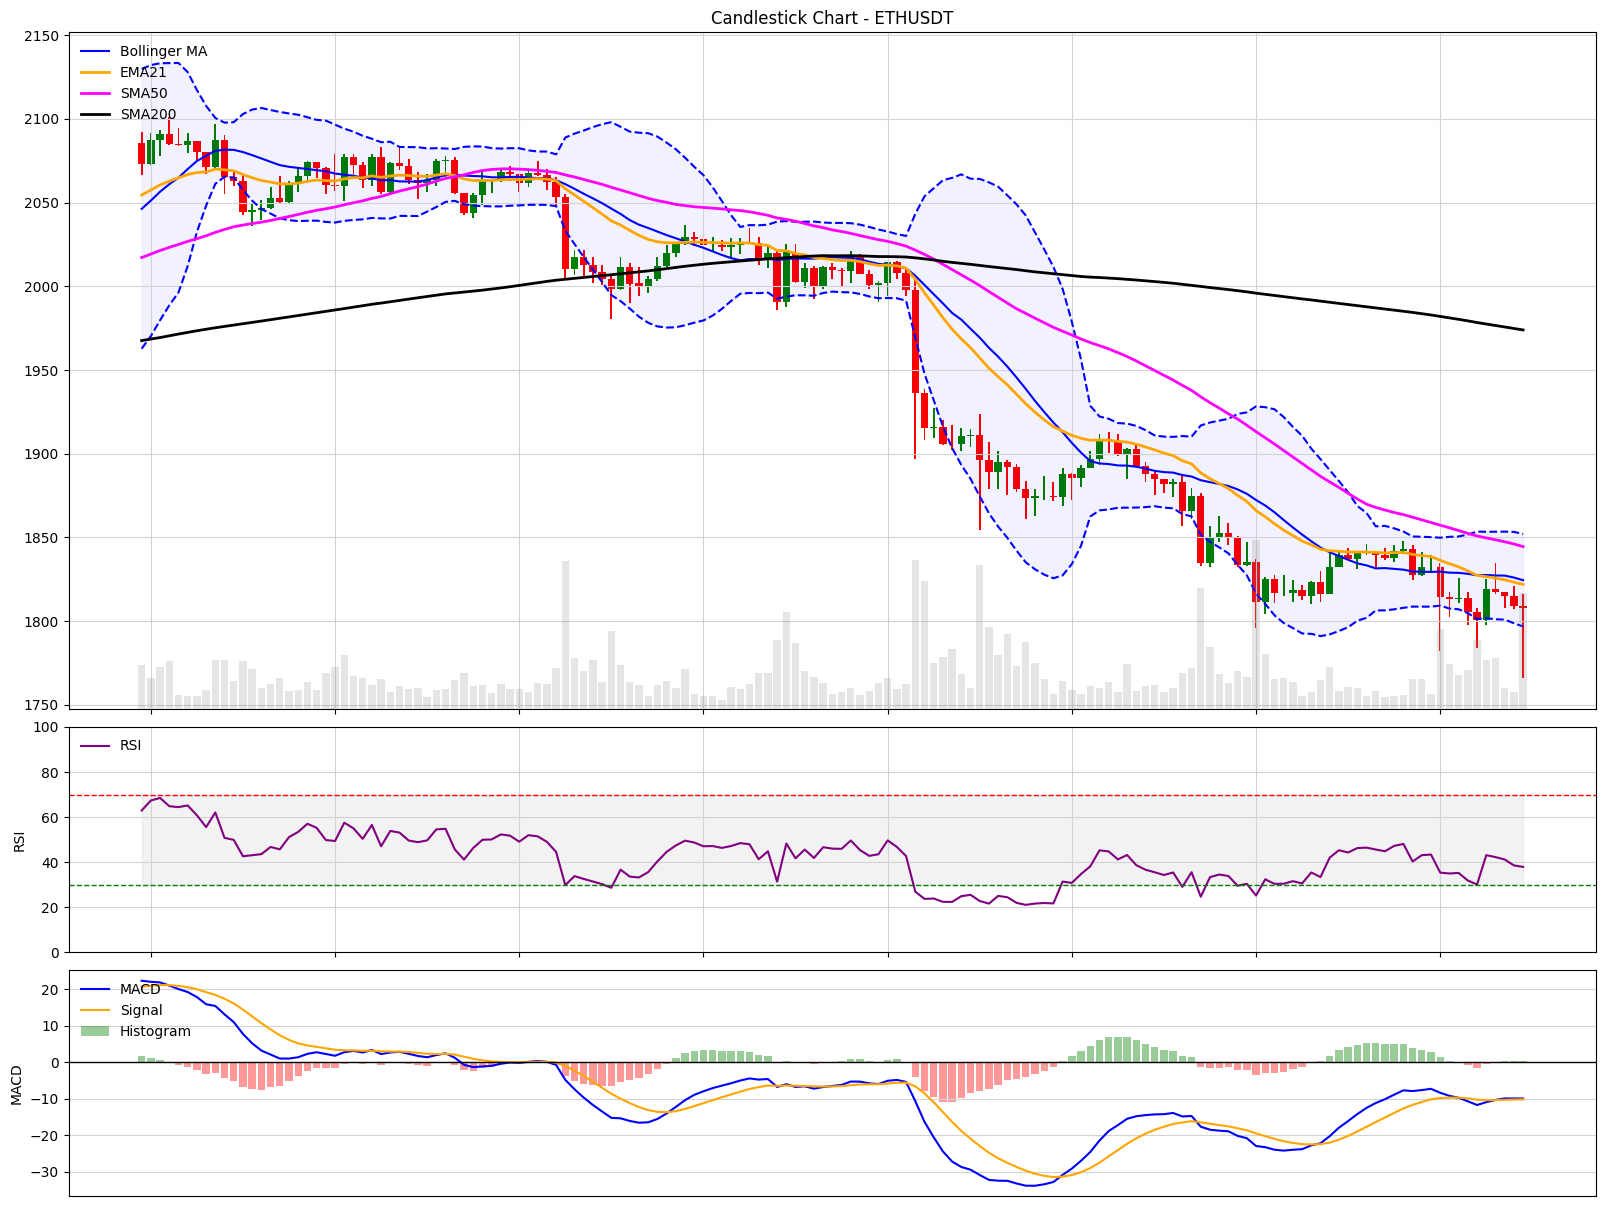 Candlestick Chart - ETHUSDT
2150
2100
2050
2000
1950
1900
1850
1800
1750
Bollinger MA
EMA21
SMA50
SMA200
100
80
60
40
20
0
RSI
RSI
20
10
0
−10
−20
−30
MACD
MACD
Signal
Histogram